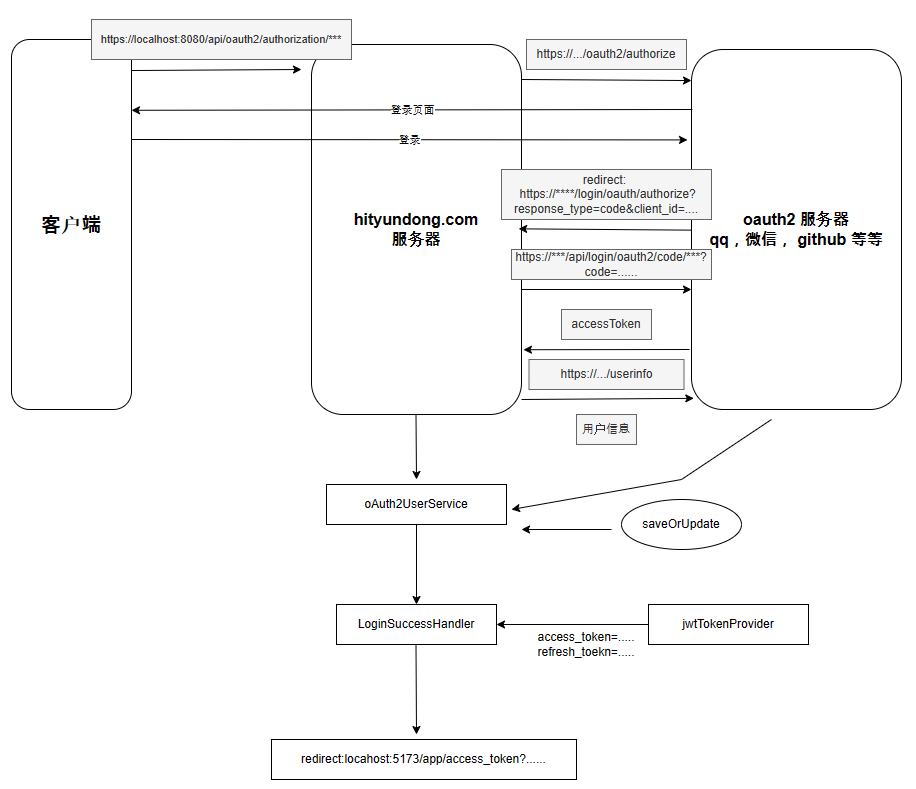 https://localhost:8080/api/oauth2/authorization/***
https://.../oauth2/authorize
登录页面
登录
redirect:
https://****/login/oauth/authorize?
response_type=code&client_id=....
客户端
hityundong.com
服务器
oauth2 服务器
qq，微信， github 等等
https://***/api/login/oauth2/code/***?
code=......
accessToken
https://.../userinfo
用户信息
oAuth2UserService
saveOrUpdate
LoginSuccessHandler
jwtTokenProvider
access_token=.....
refresh_toekn=.....
redirect:locahost:5173/app/access_token?......